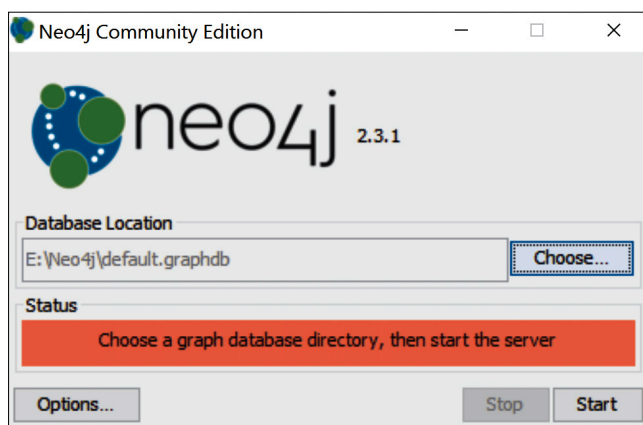 Neo4j Community Edition
neo4j 2.3.1
Database Location
E:\Neo4j\default.graphdb
Choose...
Status
Choose a graph database directory, then start the server
Options...
Stop
Start